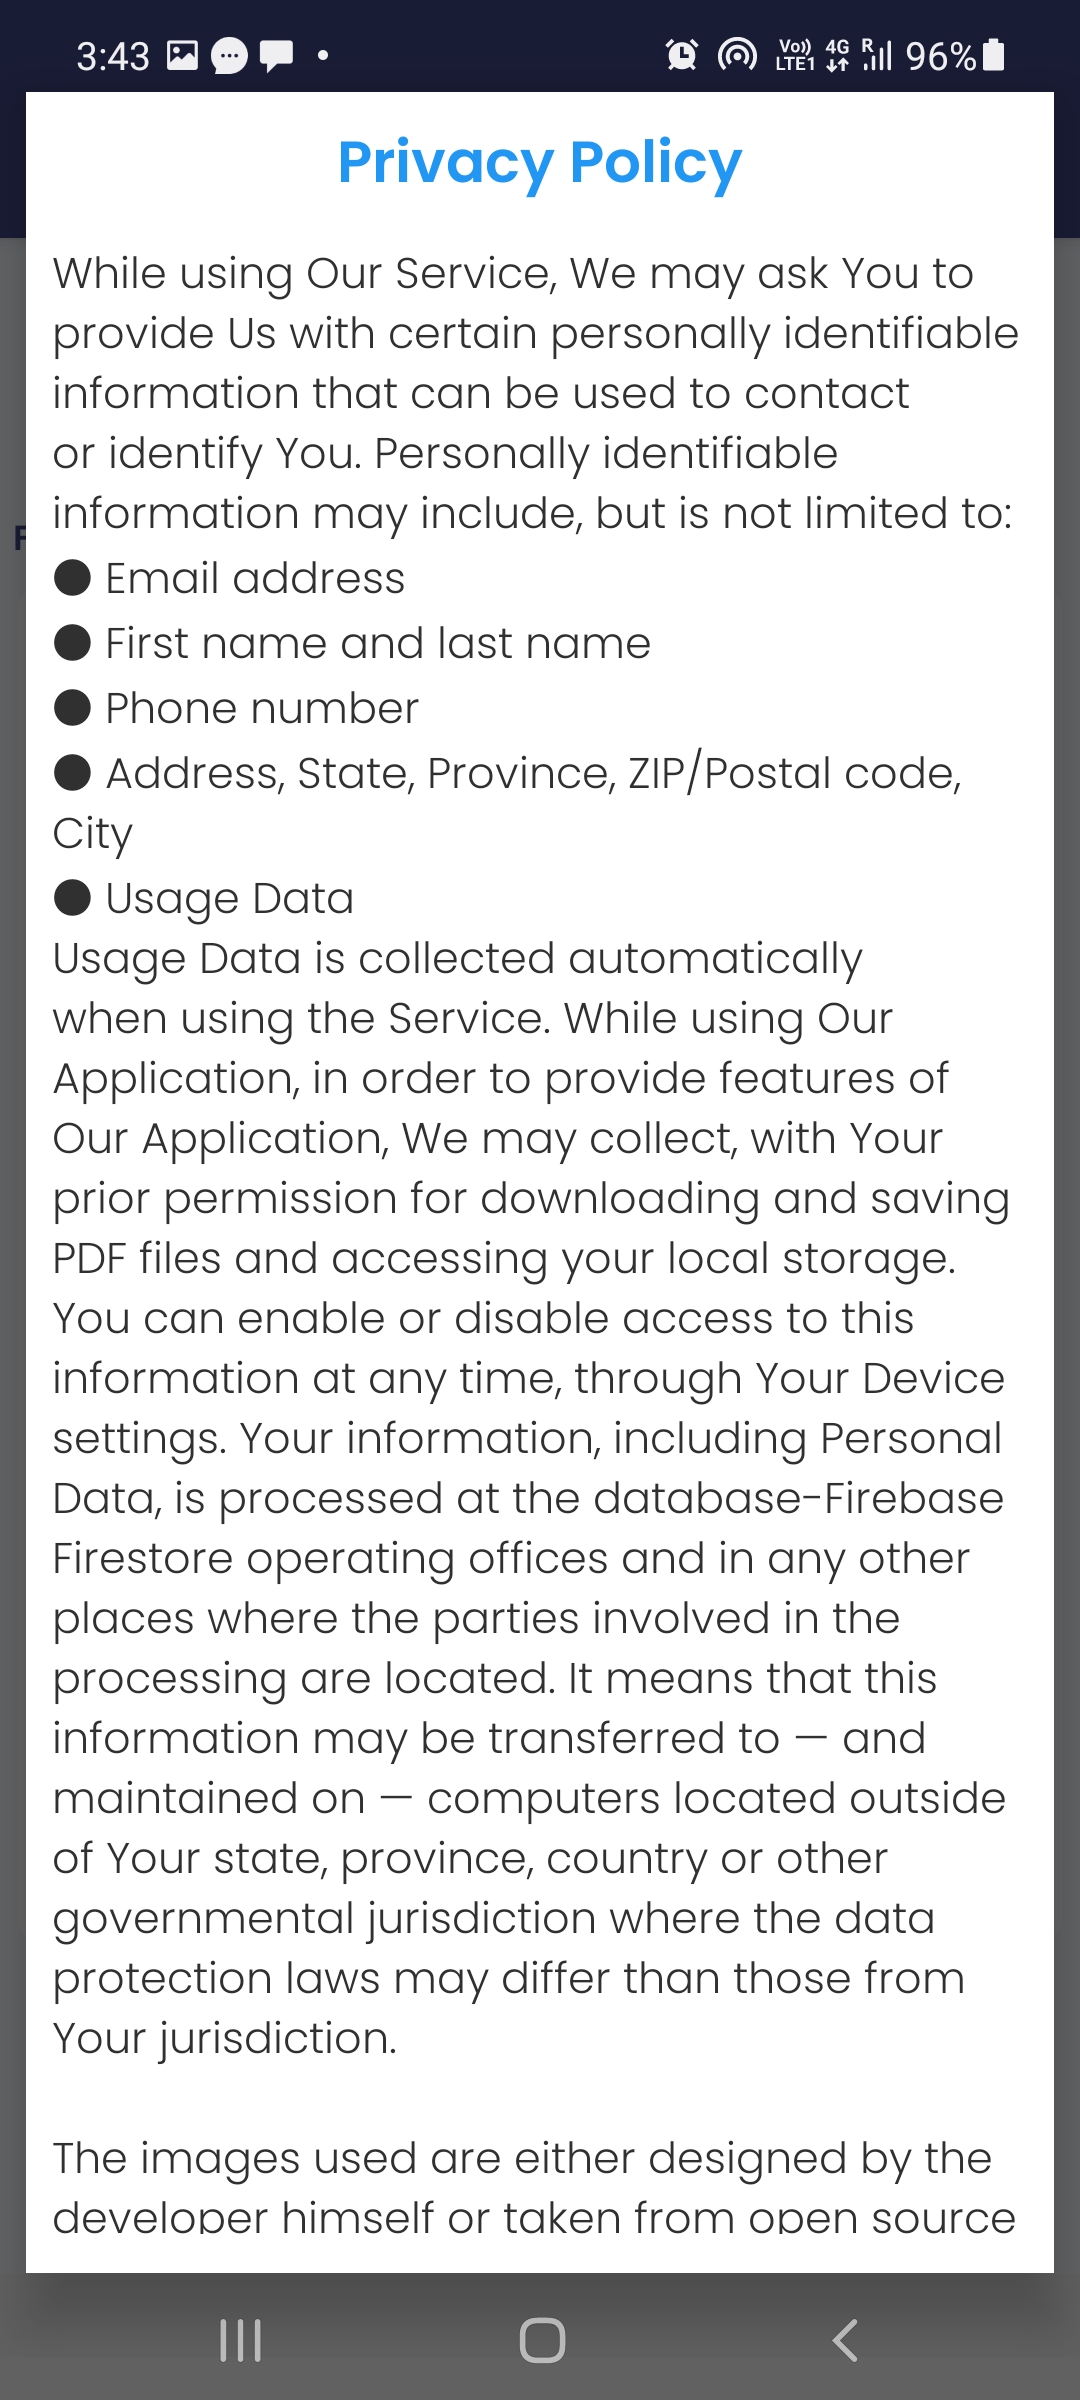 3:43
Vo)) LTE1 4G R 96%
Privacy Policy
While using Our Service, We may ask You to
provide Us with certain personally identifiable
information that can be used to contact
or identify You. Personally identifiable
information may include, but is not limited to:
● Email address
● First name and last name
● Phone number
● Address, State, Province, ZIP/Postal code,
City
● Usage Data
Usage Data is collected automatically
when using the Service. While using Our
Application, in order to provide features of
Our Application, We may collect, with Your
prior permission for downloading and saving
PDF files and accessing your local storage.
You can enable or disable access to this
information at any time, through Your Device
settings. Your information, including Personal
Data, is processed at the database-Firebase
Firestore operating offices and in any other
places where the parties involved in the
processing are located. It means that this
information may be transferred to — and
maintained on — computers located outside
of Your state, province, country or other
governmental jurisdiction where the data
protection laws may differ than those from
Your jurisdiction.
The images used are either designed by the
developer himself or taken from open source